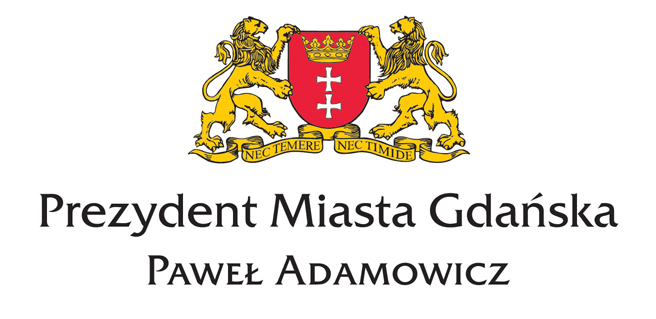 NEC TEMERE NEC TIMIDE
Prezydent Miasta Gdańska
PAWEŁ ADAMOWICZ